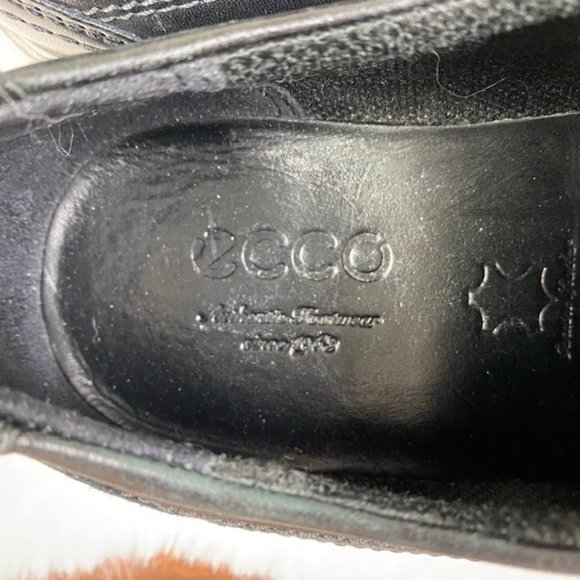 ecco
Authentic Footwear
since 1963